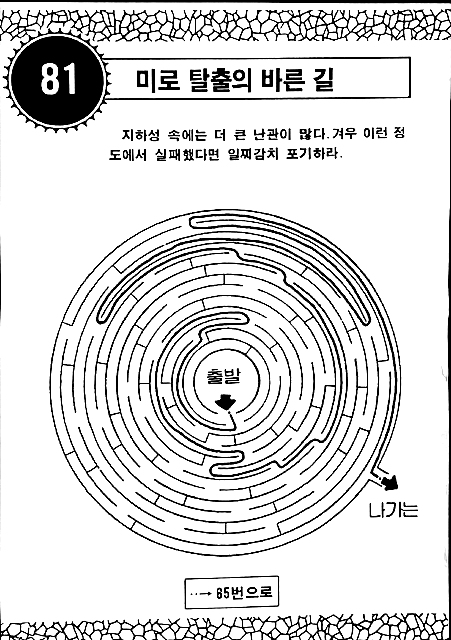 81
미로 탈출의 바른 길
지하성 속에는 더 큰 난관이 많다.겨우 이런 정
도에서 실패했다면 일찌감치 포기하라.
출발
나가는
···→ 65번으로